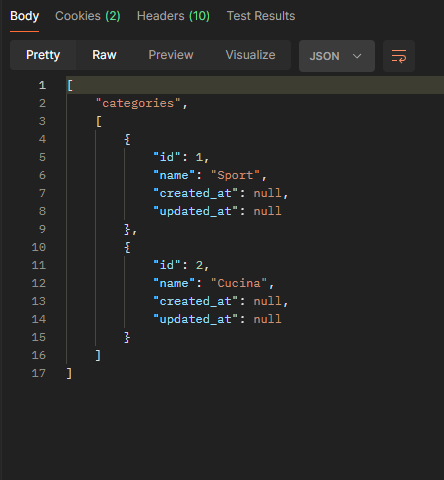 Body Cookies (2) Headers (10) Test Results
Pretty Raw Preview Visualize JSON
1 [
2     "categories",
3     [
4         {
5             "id": 1,
6             "name": "Sport",
7             "created_at": null,
8             "updated_at": null
9         },
10         {
11             "id": 2,
12             "name": "Cucina",
13             "created_at": null,
14             "updated_at": null
15         }
16     ]
17 ]